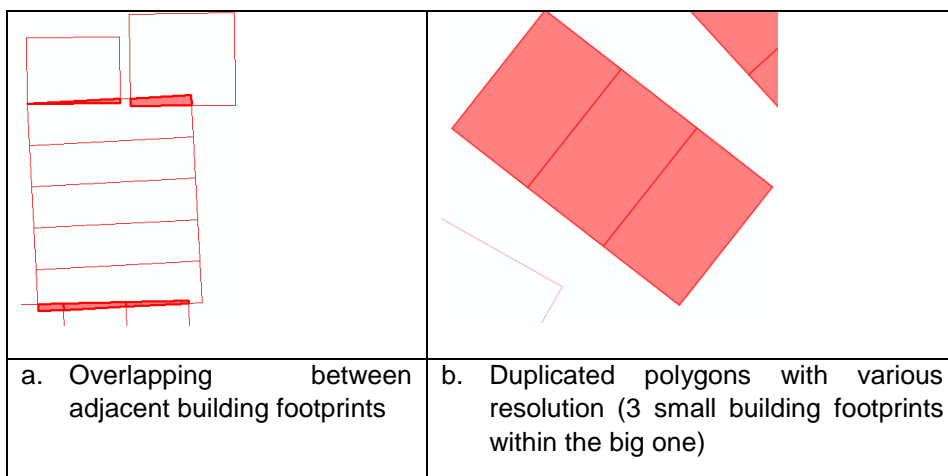 a. Overlapping between
adjacent building footprints
b. Duplicated polygons with various
resolution (3 small building footprints
within the big one)